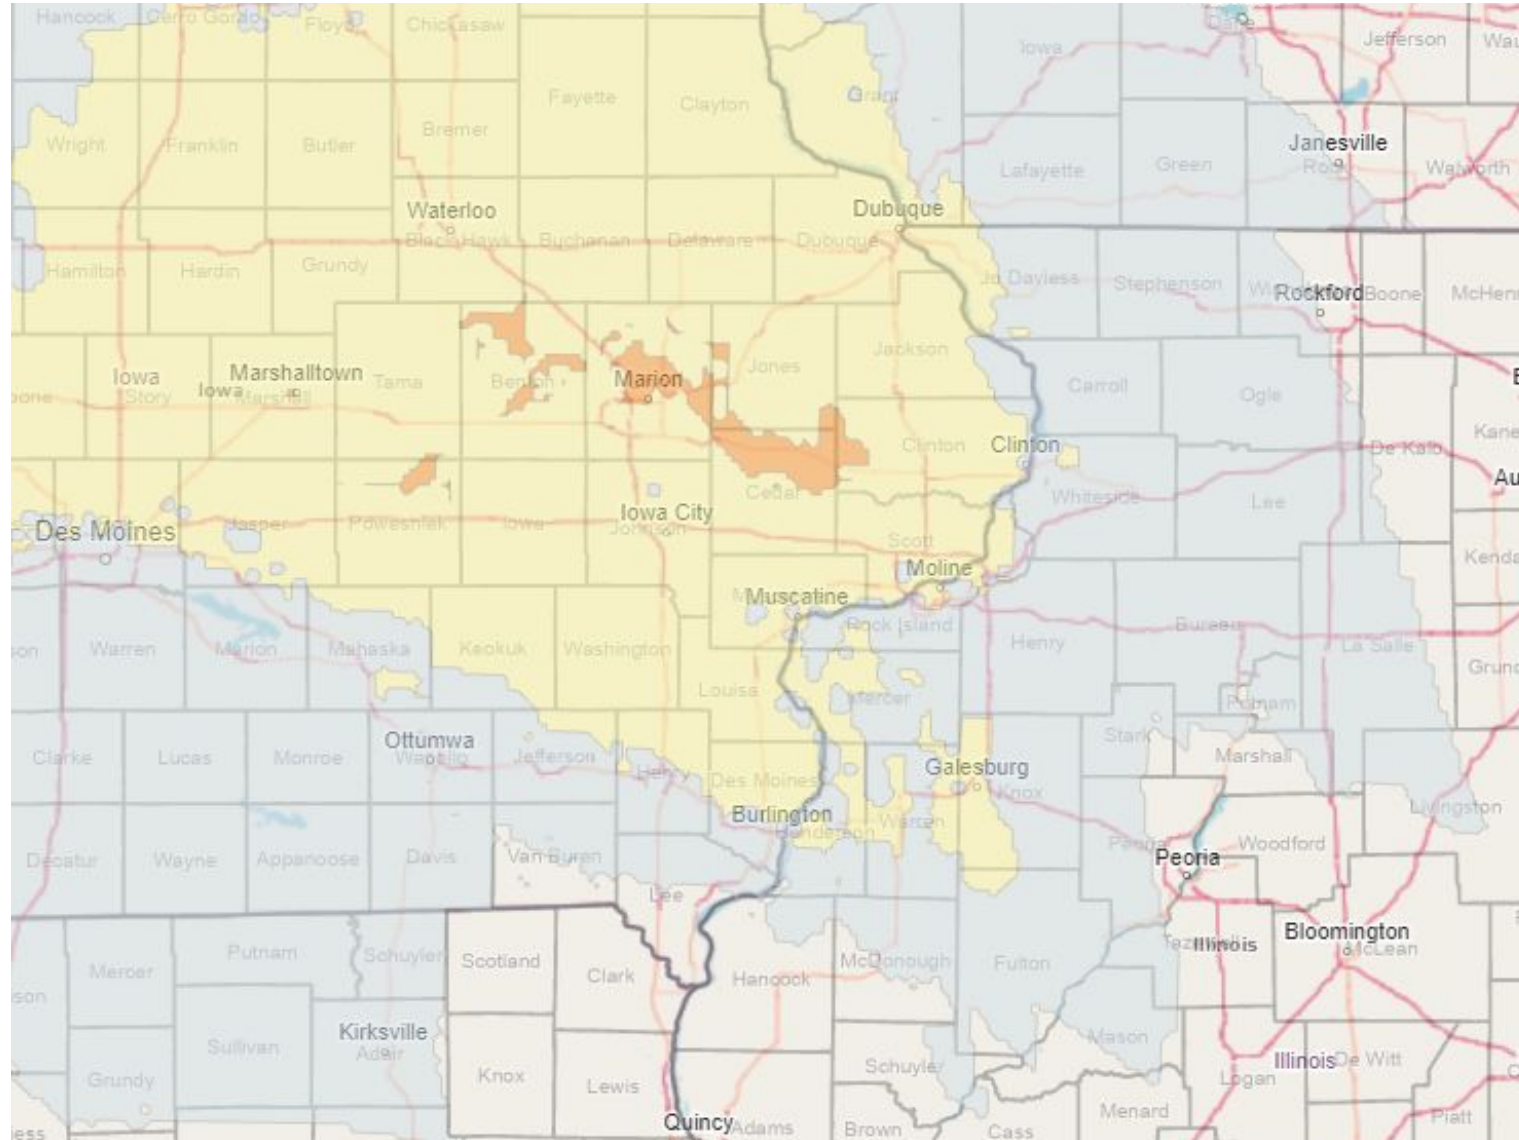 Hancock
Cerro Gordo
Floyd
Chickasaw
Fayette
Clayton
Grant
Iowa
Dane
Jefferson
Wau
Wright
Franklin
Butler
Bremer
Lafayette
Green
Janesville
Rock
Walworth
Waterloo
Black Hawk
Buchanan
Delaware
Dubuque
Dubuque
Hamilton
Hardin
Grundy
Jo Daviess
Stephenson
Rockford
Boone
McHen
Iowa
Story
Marshalltown
Iowa
Marshall
Tama
Benton
Marion
Jones
Jackson
Carroll
Ogle
Kane
De Kalb
Au
Clinton
Clinton
Cedar
Whiteside
Lee
Des Moines
Jasper
Poweshiek
Iowa
Iowa City
Johnson
Scott
Moline
Kenda
Muscatine
Rock Island
Henry
Bureau
La Salle
Grund
Warren
Marion
Mahaska
Keokuk
Washington
Louisa
Mercer
Putnam
Clarke
Lucas
Monroe
Ottumwa
Wapello
Jefferson
Henry
Des Moines
Galesburg
Knox
Stark
Marshall
Burlington
Henderson
Warren
Livingston
Decatur
Wayne
Appanoose
Davis
Van Buren
Lee
Peoria
Peoria
Woodford
Putnam
Schuyler
Scotland
Clark
Hancock
McDonough
Fulton
Tazewell
Illinois
Bloomington
McLean
Mercer
Sullivan
Kirksville
Adair
Grundy
Knox
Lewis
Schuyler
Mason
Logan
Illinois
De Witt
Quincy
Adams
Brown
Cass
Menard
Piatt